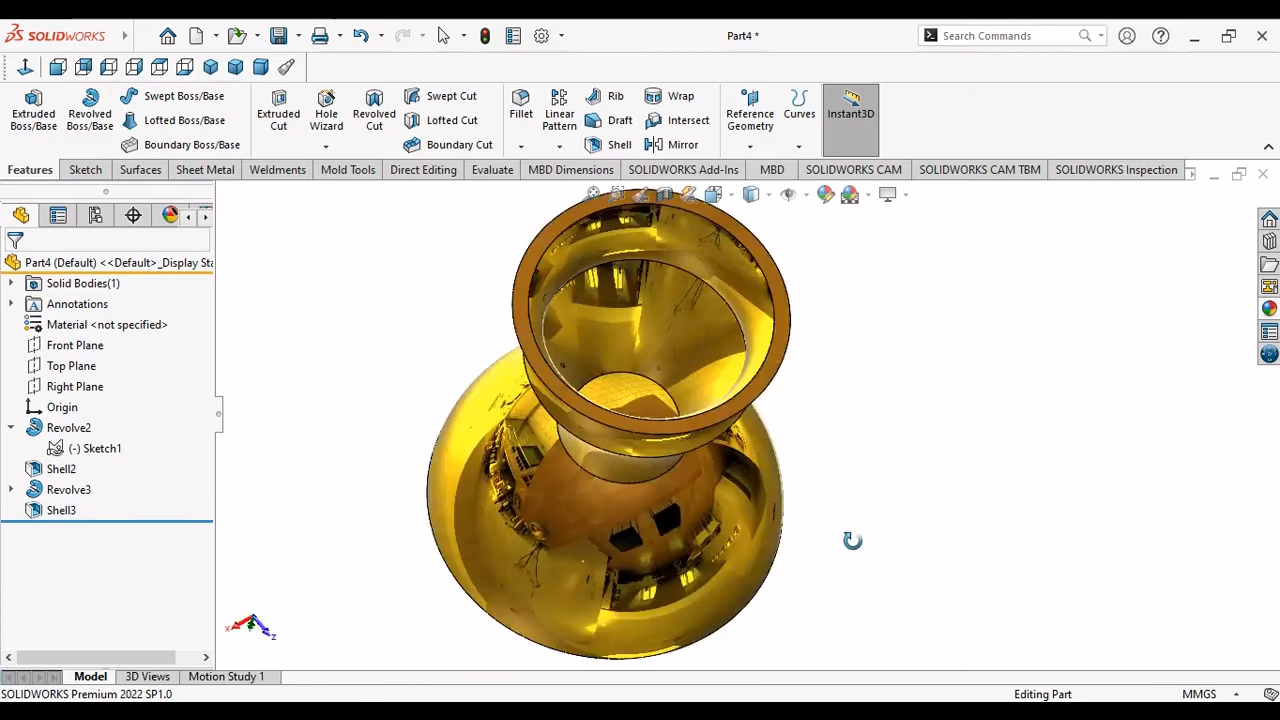 SOLIDWORKS
Part4 *
Search Commands
Extruded Boss/Base
Revolved Boss/Base
Swept Boss/Base
Lofted Boss/Base
Boundary Boss/Base
Extruded Cut
Hole Wizard
Revolved Cut
Swept Cut
Lofted Cut
Boundary Cut
Fillet
Linear Pattern
Rib
Draft
Shell
Wrap
Intersect
Mirror
Reference Geometry
Curves
Instant3D
Features Sketch Surfaces Sheet Metal Weldments Mold Tools Direct Editing Evaluate MBD Dimensions SOLIDWORKS Add-Ins MBD SOLIDWORKS CAM SOLIDWORKS CAM TBM SOLIDWORKS Inspection
Part4 (Default) <<Default>_Display Sta
Solid Bodies(1)
Annotations
Material <not specified>
Front Plane
Top Plane
Right Plane
Origin
Revolve2
(-) Sketch1
Shell2
Revolve3
Shell3
x
z
Model 3D Views Motion Study 1
SOLIDWORKS Premium 2022 SP1.0
Editing Part
MMGS